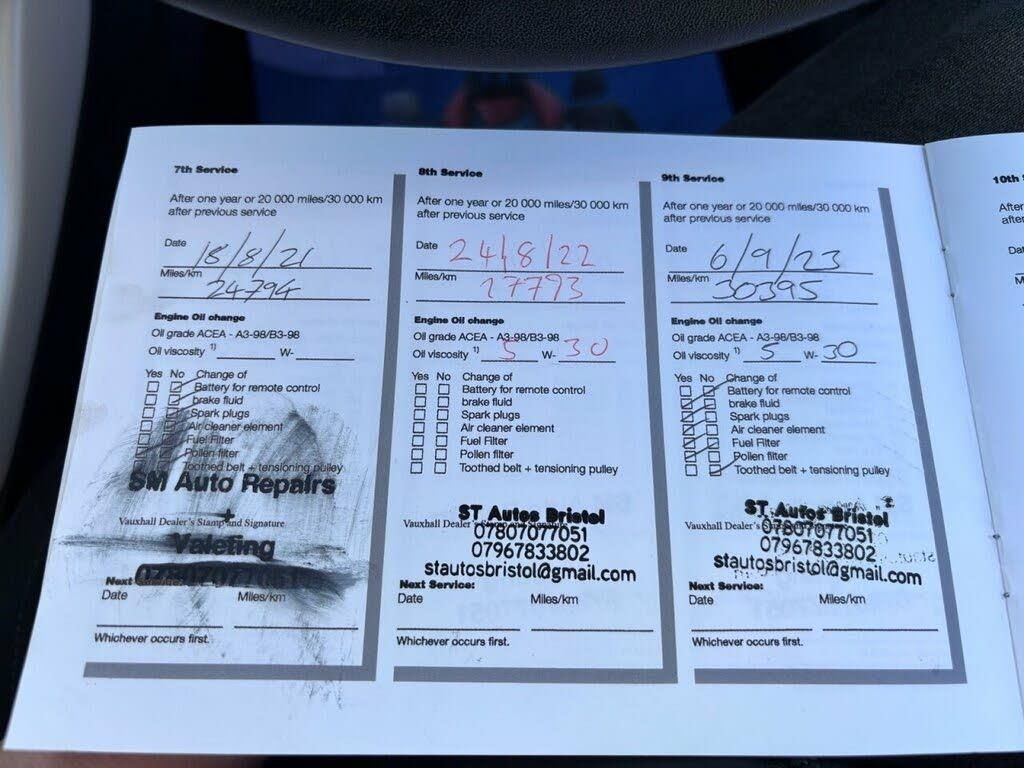 7th Service
After one year or 20 000 miles/30 000 km
after previous service
Date 18/8/21
Miles/km 24794
Engine Oil change
Oil grade ACEA - A3-98/B3-98
Oil viscosity 1) W-
Yes No Change of
Battery for remote control
brake fluid
Spark plugs
Air cleaner element
Fuel Filter
Pollen filter
Toothed belt + tensioning pulley
SM Auto Repairs
+
Vauxhall Dealer's Stamp and Signature
Valeting
Next
Date Miles/km
Whichever occurs first.
8th Service
After one year or 20 000 miles/30 000 km
after previous service
Date 24/8/22
Miles/km 27793
Engine Oil change
Oil grade ACEA - A3-98/B3-98
Oil viscosity 1) 5 W- 30
Yes No Change of
Battery for remote control
brake fluid
Spark plugs
Air cleaner element
Fuel Filter
Pollen filter
Toothed belt + tensioning pulley
ST Autos Bristol
Vauxhall Dealer's Stamp and Signature
07807077051
07967833802
stautosbristol@gmail.com
Next Service:
Date Miles/km
Whichever occurs first.
9th Service
After one year or 20 000 miles/30 000 km
after previous service
Date 6/9/23
Miles/km 30395
Engine Oil change
Oil grade ACEA - A3-98/B3-98
Oil viscosity 1) 5 W- 30
Yes No Change of
Battery for remote control
brake fluid
Spark plugs
Air cleaner element
Fuel Filter
Pollen filter
Toothed belt + tensioning pulley
ST Autos Bristol
Vauxhall Dealer's
07807077051
07967833802
stautosbristol@gmail.com
Next Service:
Date Miles/km
Whichever occurs first.
10th
After
after
Da
M